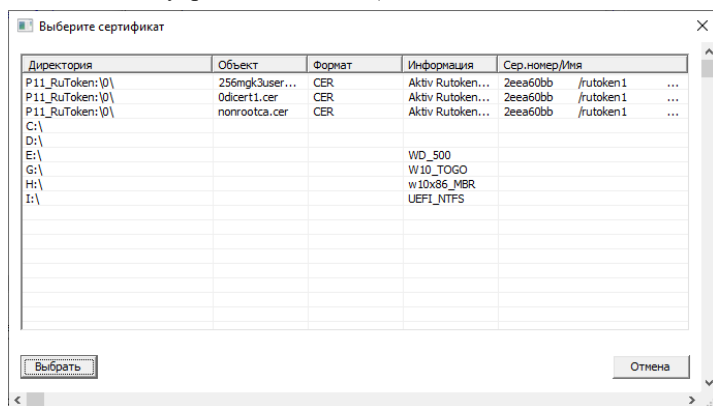 Выберите сертификат
Директория Объект Формат Информация Сер.номер/Имя
P11_RuToken:\0\ 256mgk3user... CER Aktiv Rutoken... 2eea60bb /rutoken1 ...
P11_RuToken:\0\ 0dicert1.cer CER Aktiv Rutoken... 2eea60bb /rutoken1 ...
P11_RuToken:\0\ nonrootca.cer CER Aktiv Rutoken... 2eea60bb /rutoken1 ...
C:\
D:\
E:\ WD_500
G:\ W10_TOGO
H:\ w10x86_MBR
I:\ UEFI_NTFS
Выбрать Отмена